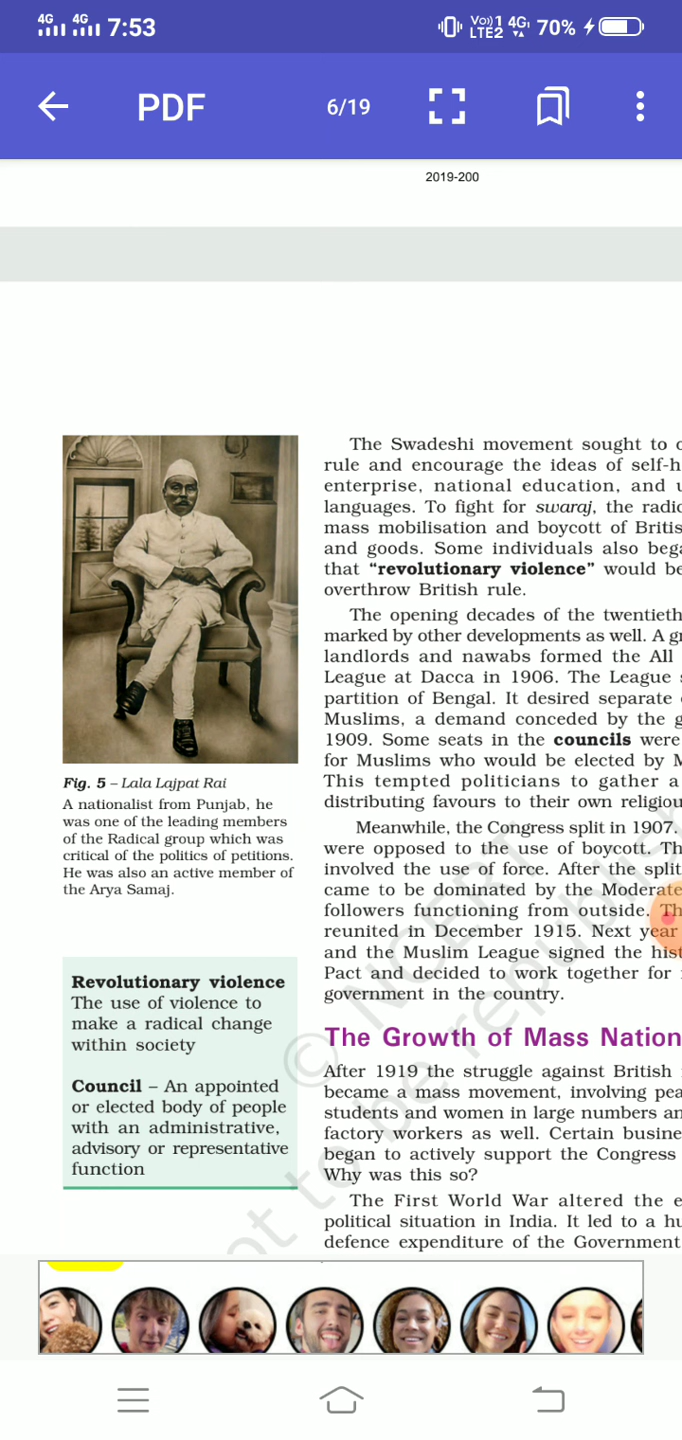 4G 4G 7:53
Vo)) 1 4G LTE2 70%
PDF 6/19
2019-200
The Swadeshi movement sought to
rule and encourage the ideas of self-
enterprise, national education, and
languages. To fight for swaraj, the
mass mobilisation and boycott of
and goods. Some individuals also
that “revolutionary violence” would
overthrow British rule.
The opening decades of the twentieth
marked by other developments as well. A
landlords and nawabs formed the All
League at Dacca in 1906. The League
partition of Bengal. It desired separate
Muslims, a demand conceded by the
1909. Some seats in the councils were
for Muslims who would be elected by
This tempted politicians to gather a
distributing favours to their own
Meanwhile, the Congress split in 1907.
were opposed to the use of boycott.
involved the use of force. After the split
came to be dominated by the
followers functioning from outside.
reunited in December 1915. Next year
and the Muslim League signed the
Pact and decided to work together for
government in the country.
The Growth of Mass
After 1919 the struggle against British
became a mass movement, involving
students and women in large numbers
factory workers as well. Certain
began to actively support the Congress
Why was this so?
The First World War altered the
political situation in India. It led to a
defence expenditure of the Government
Fig. 5 – Lala Lajpat Rai
A nationalist from Punjab, he
was one of the leading members
of the Radical group which was
critical of the politics of petitions.
He was also an active member of
the Arya Samaj.
Revolutionary violence
The use of violence to
make a radical change
within society
Council – An appointed
or elected body of people
with an administrative,
advisory or representative
function
© NCERT
to be